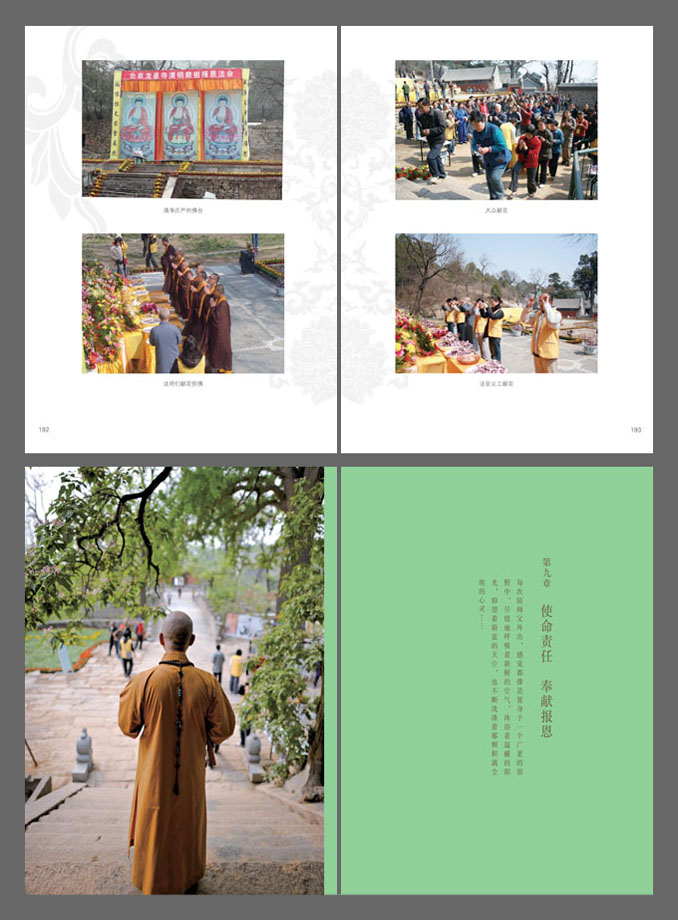 北京龙泉寺清明祭祖报恩法会
清净庄严的佛台
法师们献花供佛
192
大众献花
法会义工献花
193
第九章
使命责任 奉献报恩
每次陪师父外出，感觉都像是置身于一个广袤的田
野中，尽情地呼吸着新鲜的空气，沐浴着温暖的阳
光，仰望着蔚蓝的天空，也不断洗涤着那颗积满尘
垢的心灵……